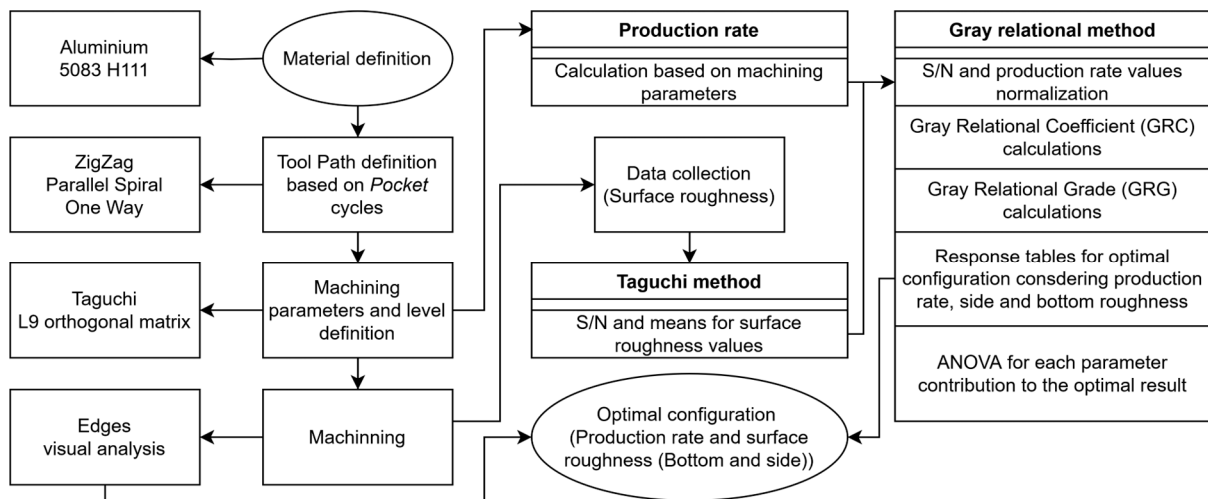 Aluminium
5083 H111
Material definition
ZigZag
Parallel Spiral
One Way
Tool Path definition
based on Pocket
cycles
Taguchi
L9 orthogonal matrix
Machining
parameters and level
definition
Edges
visual analysis
Machinning
Production rate
Calculation based on machining
parameters
Data collection
(Surface roughness)
Taguchi method
S/N and means for surface
roughness values
Optimal configuration
(Production rate and surface
roughness (Bottom and side))
Gray relational method
S/N and production rate values
normalization
Gray Relational Coefficient (GRC)
calculations
Gray Relational Grade (GRG)
calculations
Response tables for optimal
configuration consdering production
rate, side and bottom roughness
ANOVA for each parameter
contribution to the optimal result